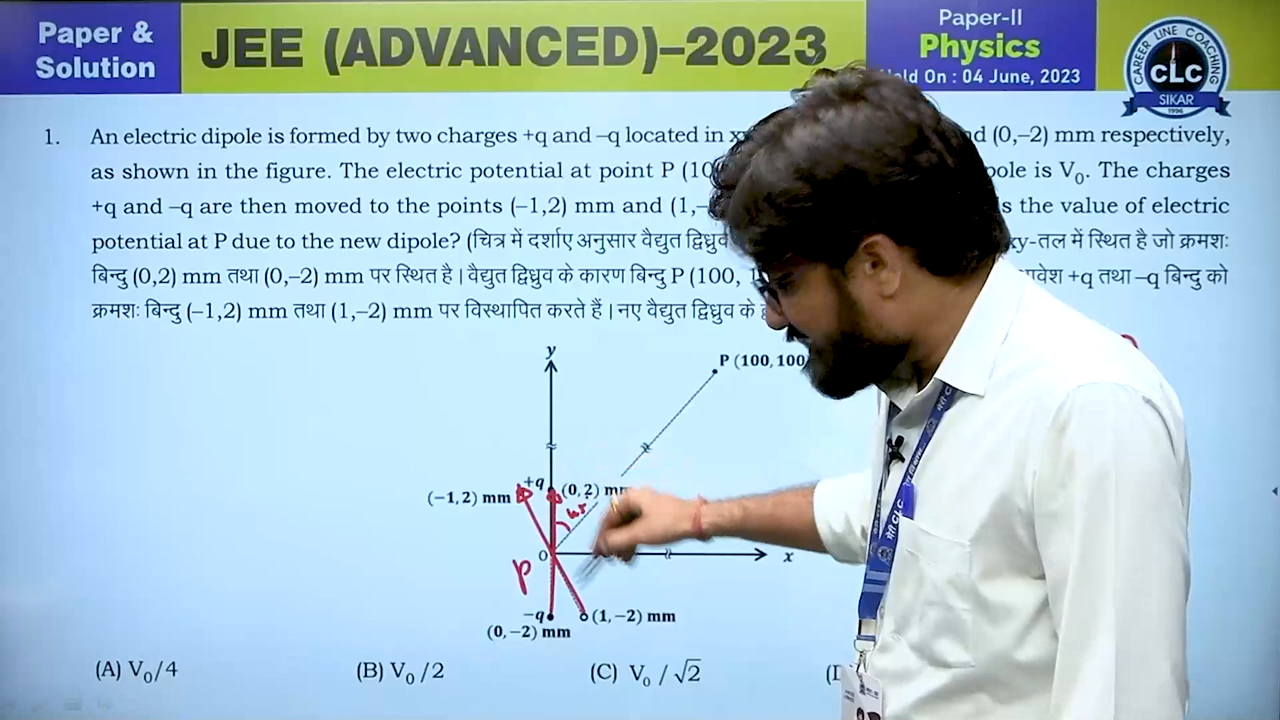 Paper &
Solution
JEE (ADVANCED)–2023
Paper-II
Physics
Held On : 04 June, 2023
CAREER LINE COACHING
CLC
SIKAR
1996
1. An electric dipole is formed by two charges +q and –q located in (0,–2) mm respectively,
as shown in the figure. The electric potential at point P is V₀. The charges
+q and –q are then moved to the points (–1,2) mm and is the value of electric
potential at P due to the new dipole? (चित्र में दर्शाए अनुसार वैद्युत xy-तल में स्थित है जो क्रमशः
बिन्दु (0,2) mm तथा (0,–2) mm पर स्थित है। वैद्युत द्विध्रुव के कारण बिन्दु P (100, +q तथा –q बिन्दु को
क्रमशः बिन्दु (–1,2) mm तथा (1,–2) mm पर विस्थापित करते हैं। नए वैद्युत द्विध्रुव के
y
P (100, 100
+q
(–1, 2) mm
(0, 2)
45
O
x
P
–q
(1, –2) mm
(0, –2) mm
(A) V₀/4
(B) V₀/2
(C) V₀ / √2